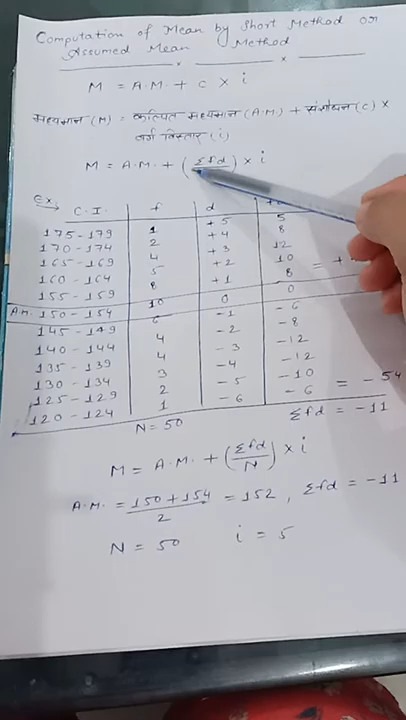 Computation of Mean by Short Method or
Assumed Mean Method
M = A.M. + C × i
मध्यमान (M) = कल्पित मध्यमान (A.M.) + संशोधन (C) ×
वर्ग विस्तार (i)
M = A.M. + (Σfd) × i
Ex. C.I. f d
175-179 1 +5 5
170-174 2 +4 8
165-169 4 +3 12
160-164 5 +2 10
155-159 8 +1 8 = +
A.M. 150-154 10 0 0
145-149 6 -1 -6
140-144 4 -2 -8
135-139 4 -3 -12
130-134 3 -4 -12
125-129 2 -5 -10
120-124 1 -6 -6 = -54
N = 50 Σfd = -11
M = A.M. + (Σfd/N) × i
A.M. = 150+154/2 = 152, Σfd = -11
N = 50 i = 5